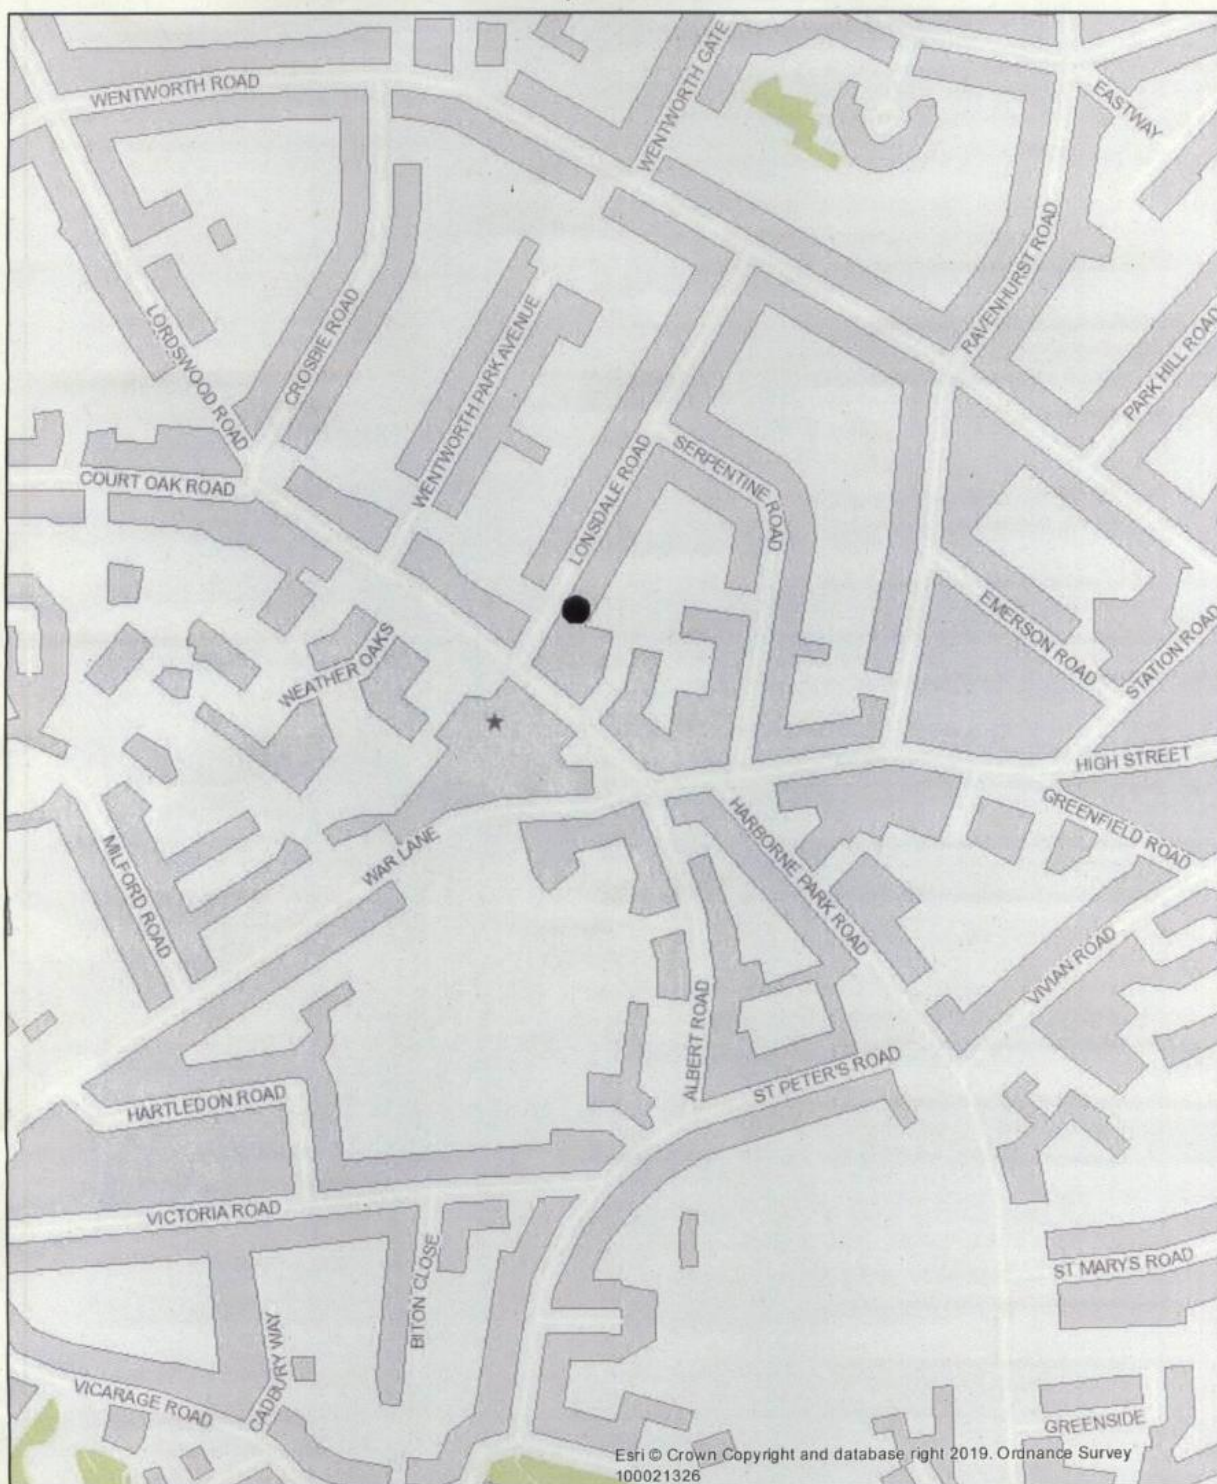 WENTWORTH ROAD
WENTWORTH GATE
EASTWAY
RAVENHURST ROAD
LORDSWOOD ROAD
CROSBIE ROAD
WENTWORTH PARK AVENUE
PARK HILL ROAD
COURT OAK ROAD
LONSDALE ROAD
SERPENTINE ROAD
EMERSON ROAD
STATION ROAD
WEATHER OAKS
HIGH STREET
GREENFIELD ROAD
HARBORNE PARK ROAD
WAR LANE
MILFORD ROAD
VIVIAN ROAD
ALBERT ROAD
ST PETER'S ROAD
HARTLEDON ROAD
VICTORIA ROAD
BITON CLOSE
ST MARYS ROAD
CADBURY WAY
VICARAGE ROAD
GREENSIDE
Esri © Crown Copyright and database right 2019. Ordnance Survey
100021326